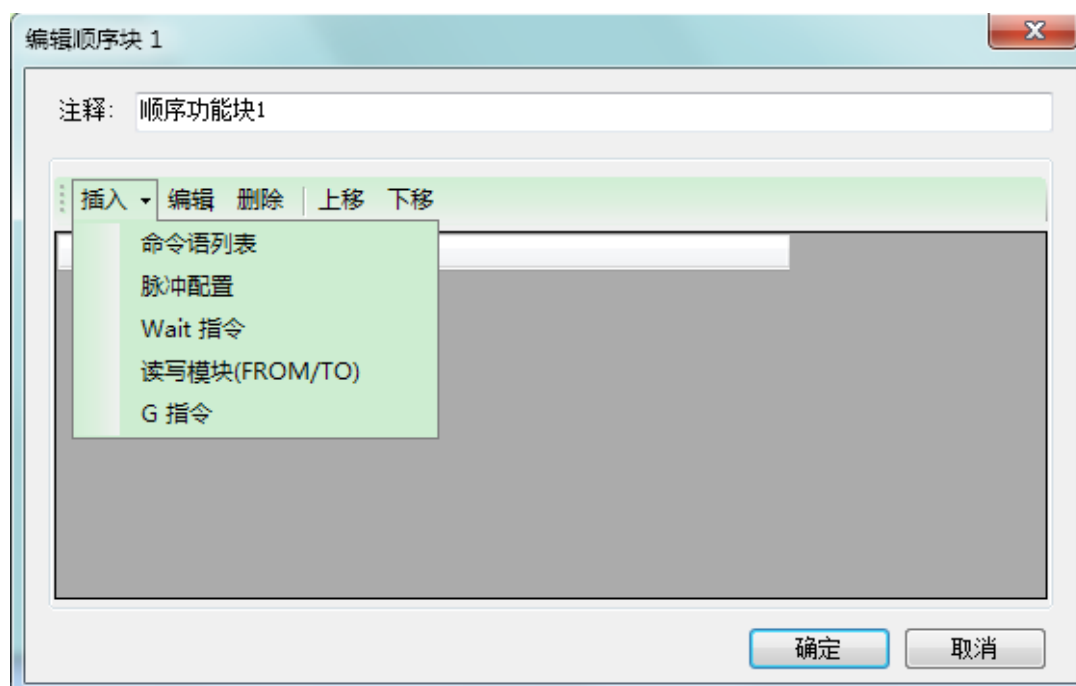 编辑顺序块 1
注释: 顺序功能块1
插入 编辑 删除 上移 下移
命令语列表
脉冲配置
Wait 指令
读写模块(FROM/TO)
G 指令
确定 取消